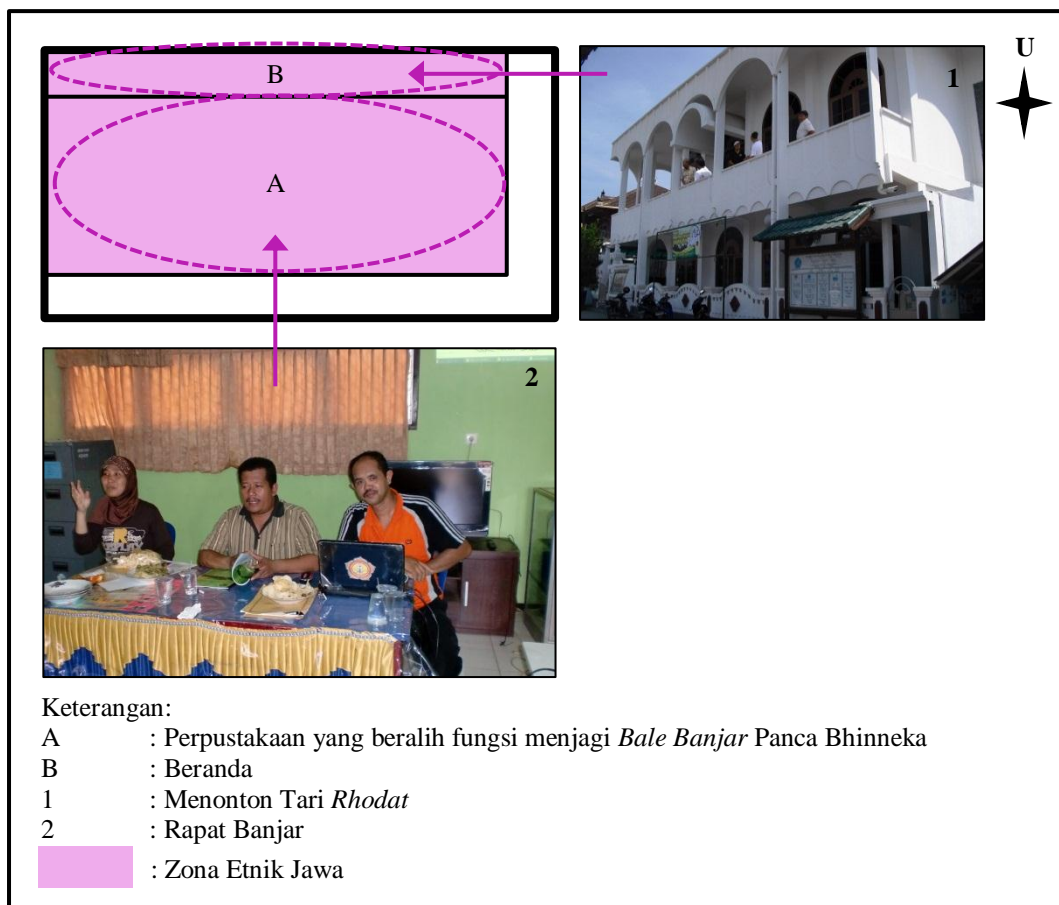 B
1
U
A
2
Keterangan:
A : Perpustakaan yang beralih fungsi menjagi Bale Banjar Panca Bhinneka
B : Beranda
1 : Menonton Tari Rhodat
2 : Rapat Banjar
: Zona Etnik Jawa